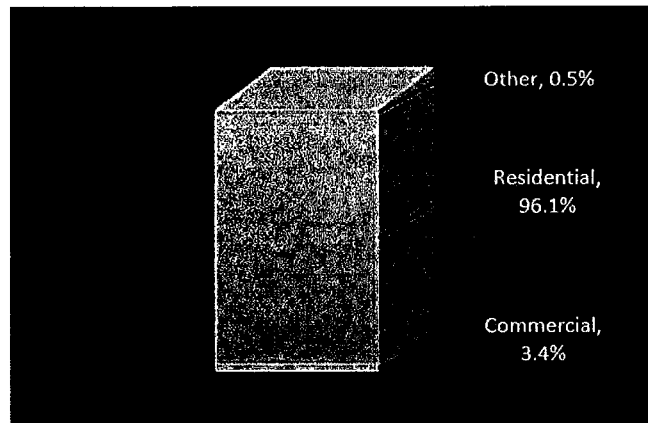 Other, 0.5%
Residential,
96.1%
Commercial,
3.4%